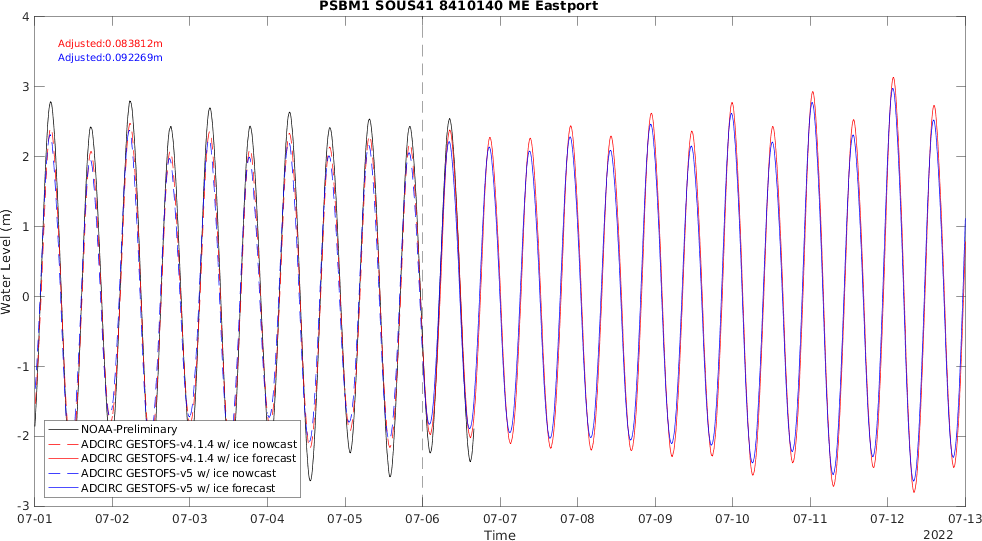 PSBM1 SOUS41 8410140 ME Eastport
Adjusted:0.083812m
Adjusted:0.092269m
Water Level (m)
4
3
2
1
0
-1
-2
-3
NOAA-Preliminary
ADCIRC GESTOFS-v4.1.4 w/ ice nowcast
ADCIRC GESTOFS-v4.1.4 w/ ice forecast
ADCIRC GESTOFS-v5 w/ ice nowcast
ADCIRC GESTOFS-v5 w/ ice forecast
07-01 07-02 07-03 07-04 07-05 07-06 07-07 07-08 07-09 07-10 07-11 07-12 07-13
Time
2022